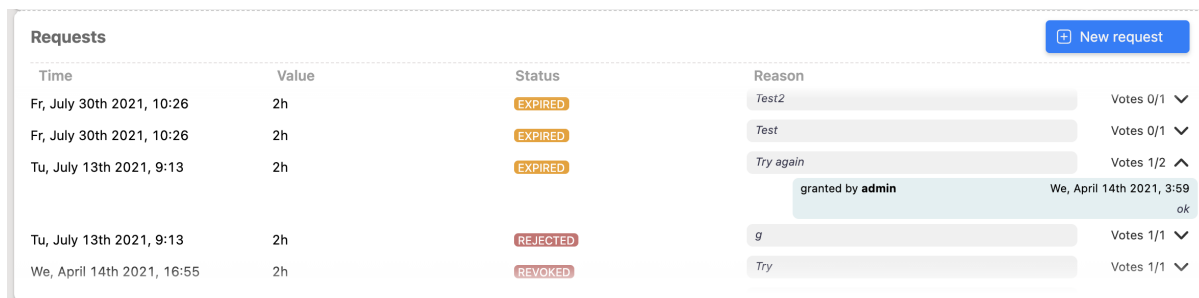 Requests
New request
Time Value Status Reason
Fr, July 30th 2021, 10:26 2h EXPIRED Test2 Votes 0/1
Fr, July 30th 2021, 10:26 2h EXPIRED Test Votes 0/1
Tu, July 13th 2021, 9:13 2h EXPIRED Try again Votes 1/2
granted by admin We, April 14th 2021, 3:59
ok
Tu, July 13th 2021, 9:13 2h REJECTED g Votes 1/1
We, April 14th 2021, 16:55 2h REVOKED Try Votes 1/1